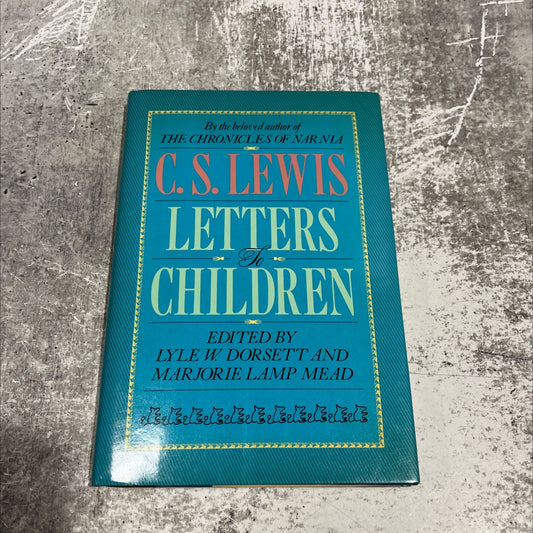 By the beloved author of
THE CHRONICLES OF NARNIA
C. S. LEWIS
LETTERS
To
CHILDREN
EDITED BY
LYLE W. DORSETT AND
MARJORIE LAMP MEAD